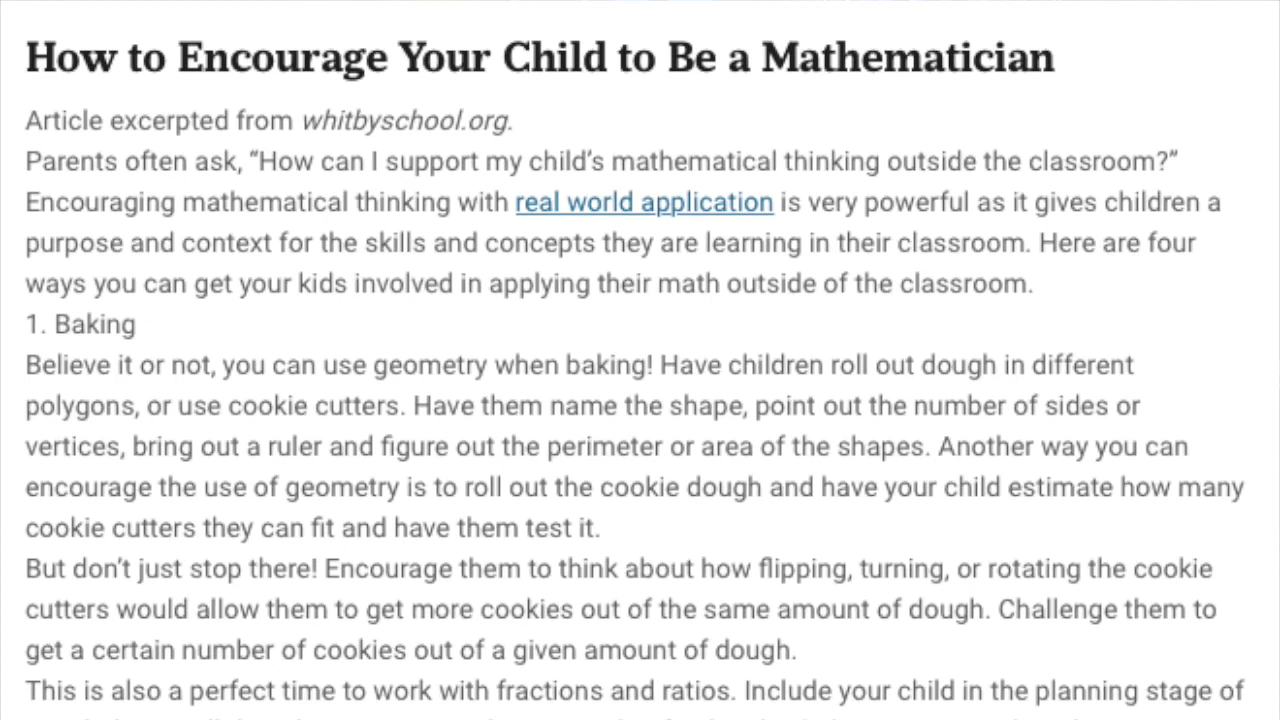 How to Encourage Your Child to Be a Mathematician
Article excerpted from whitbyschool.org.
Parents often ask, “How can I support my child’s mathematical thinking outside the classroom?”
Encouraging mathematical thinking with real world application is very powerful as it gives children a
purpose and context for the skills and concepts they are learning in their classroom. Here are four
ways you can get your kids involved in applying their math outside of the classroom.
1. Baking
Believe it or not, you can use geometry when baking! Have children roll out dough in different
polygons, or use cookie cutters. Have them name the shape, point out the number of sides or
vertices, bring out a ruler and figure out the perimeter or area of the shapes. Another way you can
encourage the use of geometry is to roll out the cookie dough and have your child estimate how many
cookie cutters they can fit and have them test it.
But don’t just stop there! Encourage them to think about how flipping, turning, or rotating the cookie
cutters would allow them to get more cookies out of the same amount of dough. Challenge them to
get a certain number of cookies out of a given amount of dough.
This is also a perfect time to work with fractions and ratios. Include your child in the planning stage of